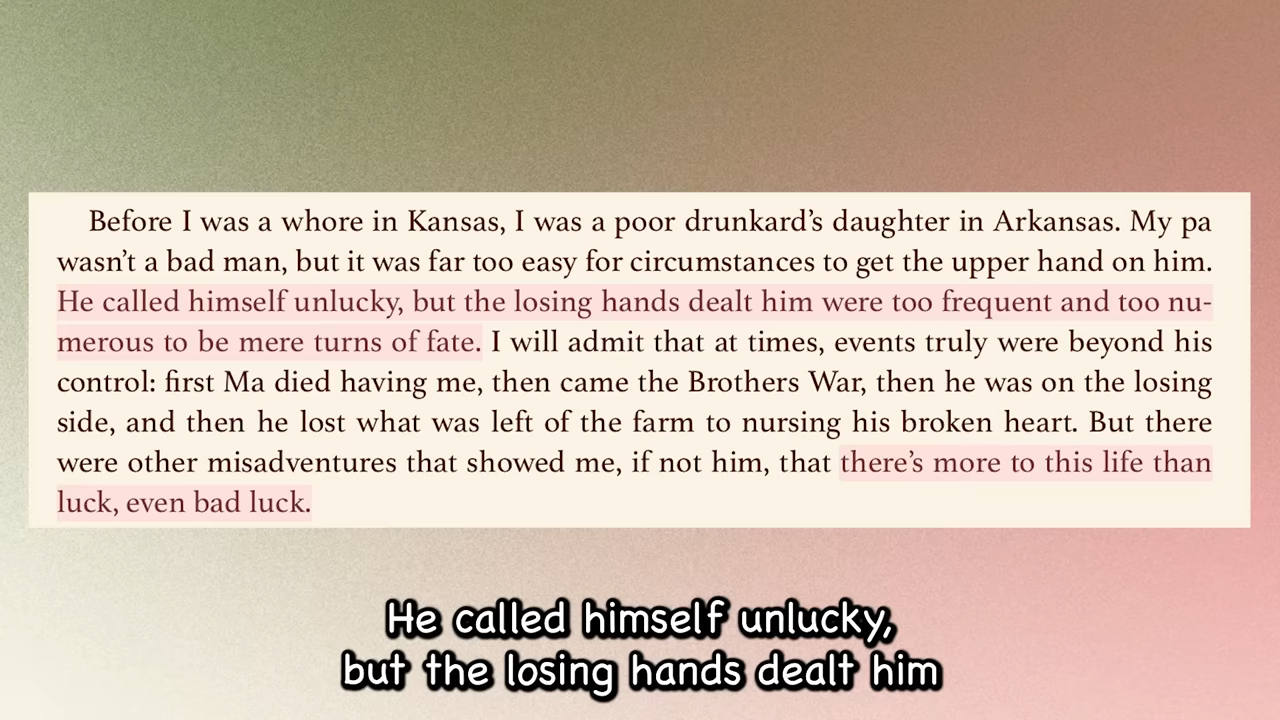 Before I was a whore in Kansas, I was a poor drunkard’s daughter in Arkansas. My pa
wasn’t a bad man, but it was far too easy for circumstances to get the upper hand on him.
He called himself unlucky, but the losing hands dealt him were too frequent and too nu-
merous to be mere turns of fate. I will admit that at times, events truly were beyond his
control: first Ma died having me, then came the Brothers War, then he was on the losing
side, and then he lost what was left of the farm to nursing his broken heart. But there
were other misadventures that showed me, if not him, that there’s more to this life than
luck, even bad luck.
He called himself unlucky,
but the losing hands dealt him